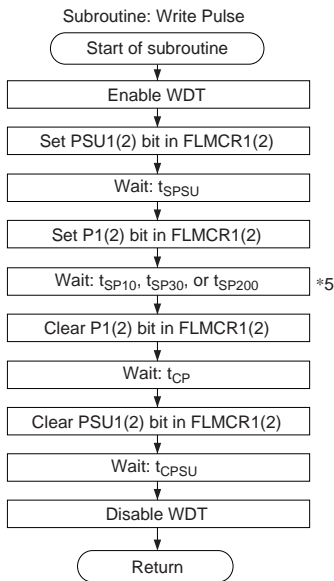 Subroutine: Write Pulse
Start of subroutine
Enable WDT
Set PSU1(2) bit in FLMCR1(2)
Wait: tSPSU
Set P1(2) bit in FLMCR1(2)
Wait: tSP10, tSP30, or tSP200 *5
Clear P1(2) bit in FLMCR1(2)
Wait: tCP
Clear PSU1(2) bit in FLMCR1(2)
Wait: tCPSU
Disable WDT
Return